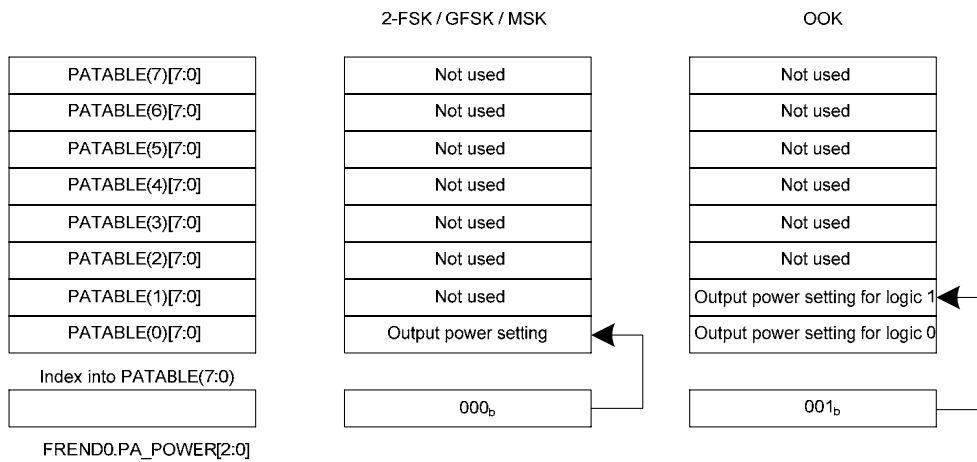 2-FSK / GFSK / MSK OOK
PATABLE(7)[7:0] Not used Not used
PATABLE(6)[7:0] Not used Not used
PATABLE(5)[7:0] Not used Not used
PATABLE(4)[7:0] Not used Not used
PATABLE(3)[7:0] Not used Not used
PATABLE(2)[7:0] Not used Not used
PATABLE(1)[7:0] Not used Output power setting for logic 1
PATABLE(0)[7:0] Output power setting Output power setting for logic 0
Index into PATABLE(7:0)
000b 001b
FREND0.PA_POWER[2:0]